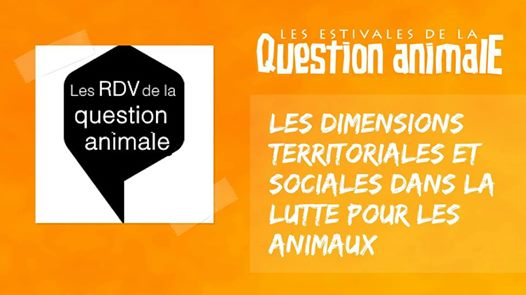 Les RDV de la
question
animale
LES ESTIVALES DE LA
QUESTION ANIMALE
LES DIMENSIONS
TERRITORIALES ET
SOCIALES DANS LA
LUTTE POUR LES
ANIMAUX